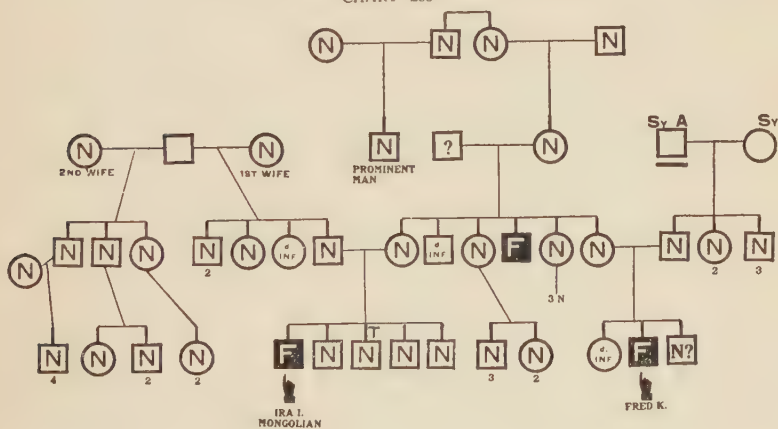 CHART
N N N N
Sy A Sy
N N N ? N
2ND WIFE 1ST WIFE PROMINENT
MAN
N N N N N N d INF N N d INF N F N N N N N
2 3 N 2 3
N N N N F N N T N N N N d. INF F N?
4 2 2 3 2
IRA I. FRED K.
MONGOLIAN